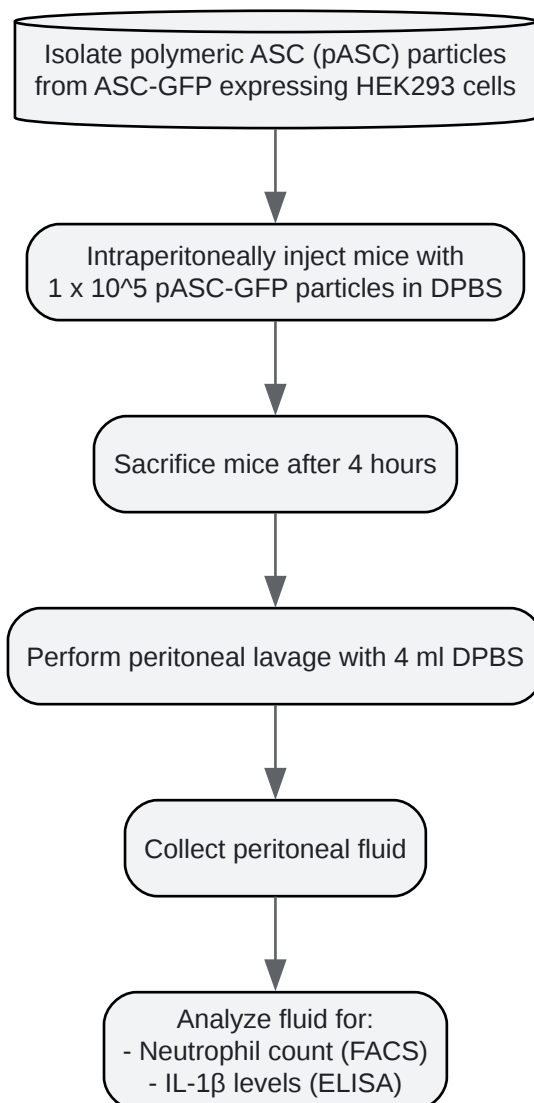 Isolate polymeric ASC (pASC) particles
from ASC-GFP expressing HEK293 cells
Intraperitoneally inject mice with
1 x 10^5 pASC-GFP particles in DPBS
Sacrifice mice after 4 hours
Perform peritoneal lavage with 4 ml DPBS
Collect peritoneal fluid
Analyze fluid for:
- Neutrophil count (FACS)
- IL-1β levels (ELISA)